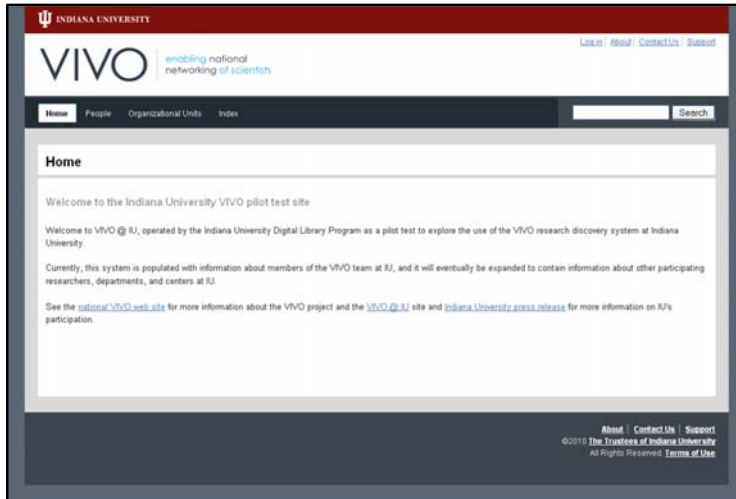 INDIANA UNIVERSITY
Log in | About | Contact Us | Support
VIVO
enabling national
networking of scientists
Home People Organizational Units Index
Search
Home
Welcome to the Indiana University VIVO pilot test site
Welcome to VIVO @ IU, operated by the Indiana University Digital Library Program as a pilot test to explore the use of the VIVO research discovery system at Indiana
University.
Currently, this system is populated with information about members of the VIVO team at IU, and it will eventually be expanded to contain information about other participating
researchers, departments, and centers at IU.
See the national VIVO web site for more information about the VIVO project and the VIVO @ IU site and Indiana University press release for more information on IU's
participation.
About | Contact Us | Support
©2010 The Trustees of Indiana University
All Rights Reserved. Terms of Use